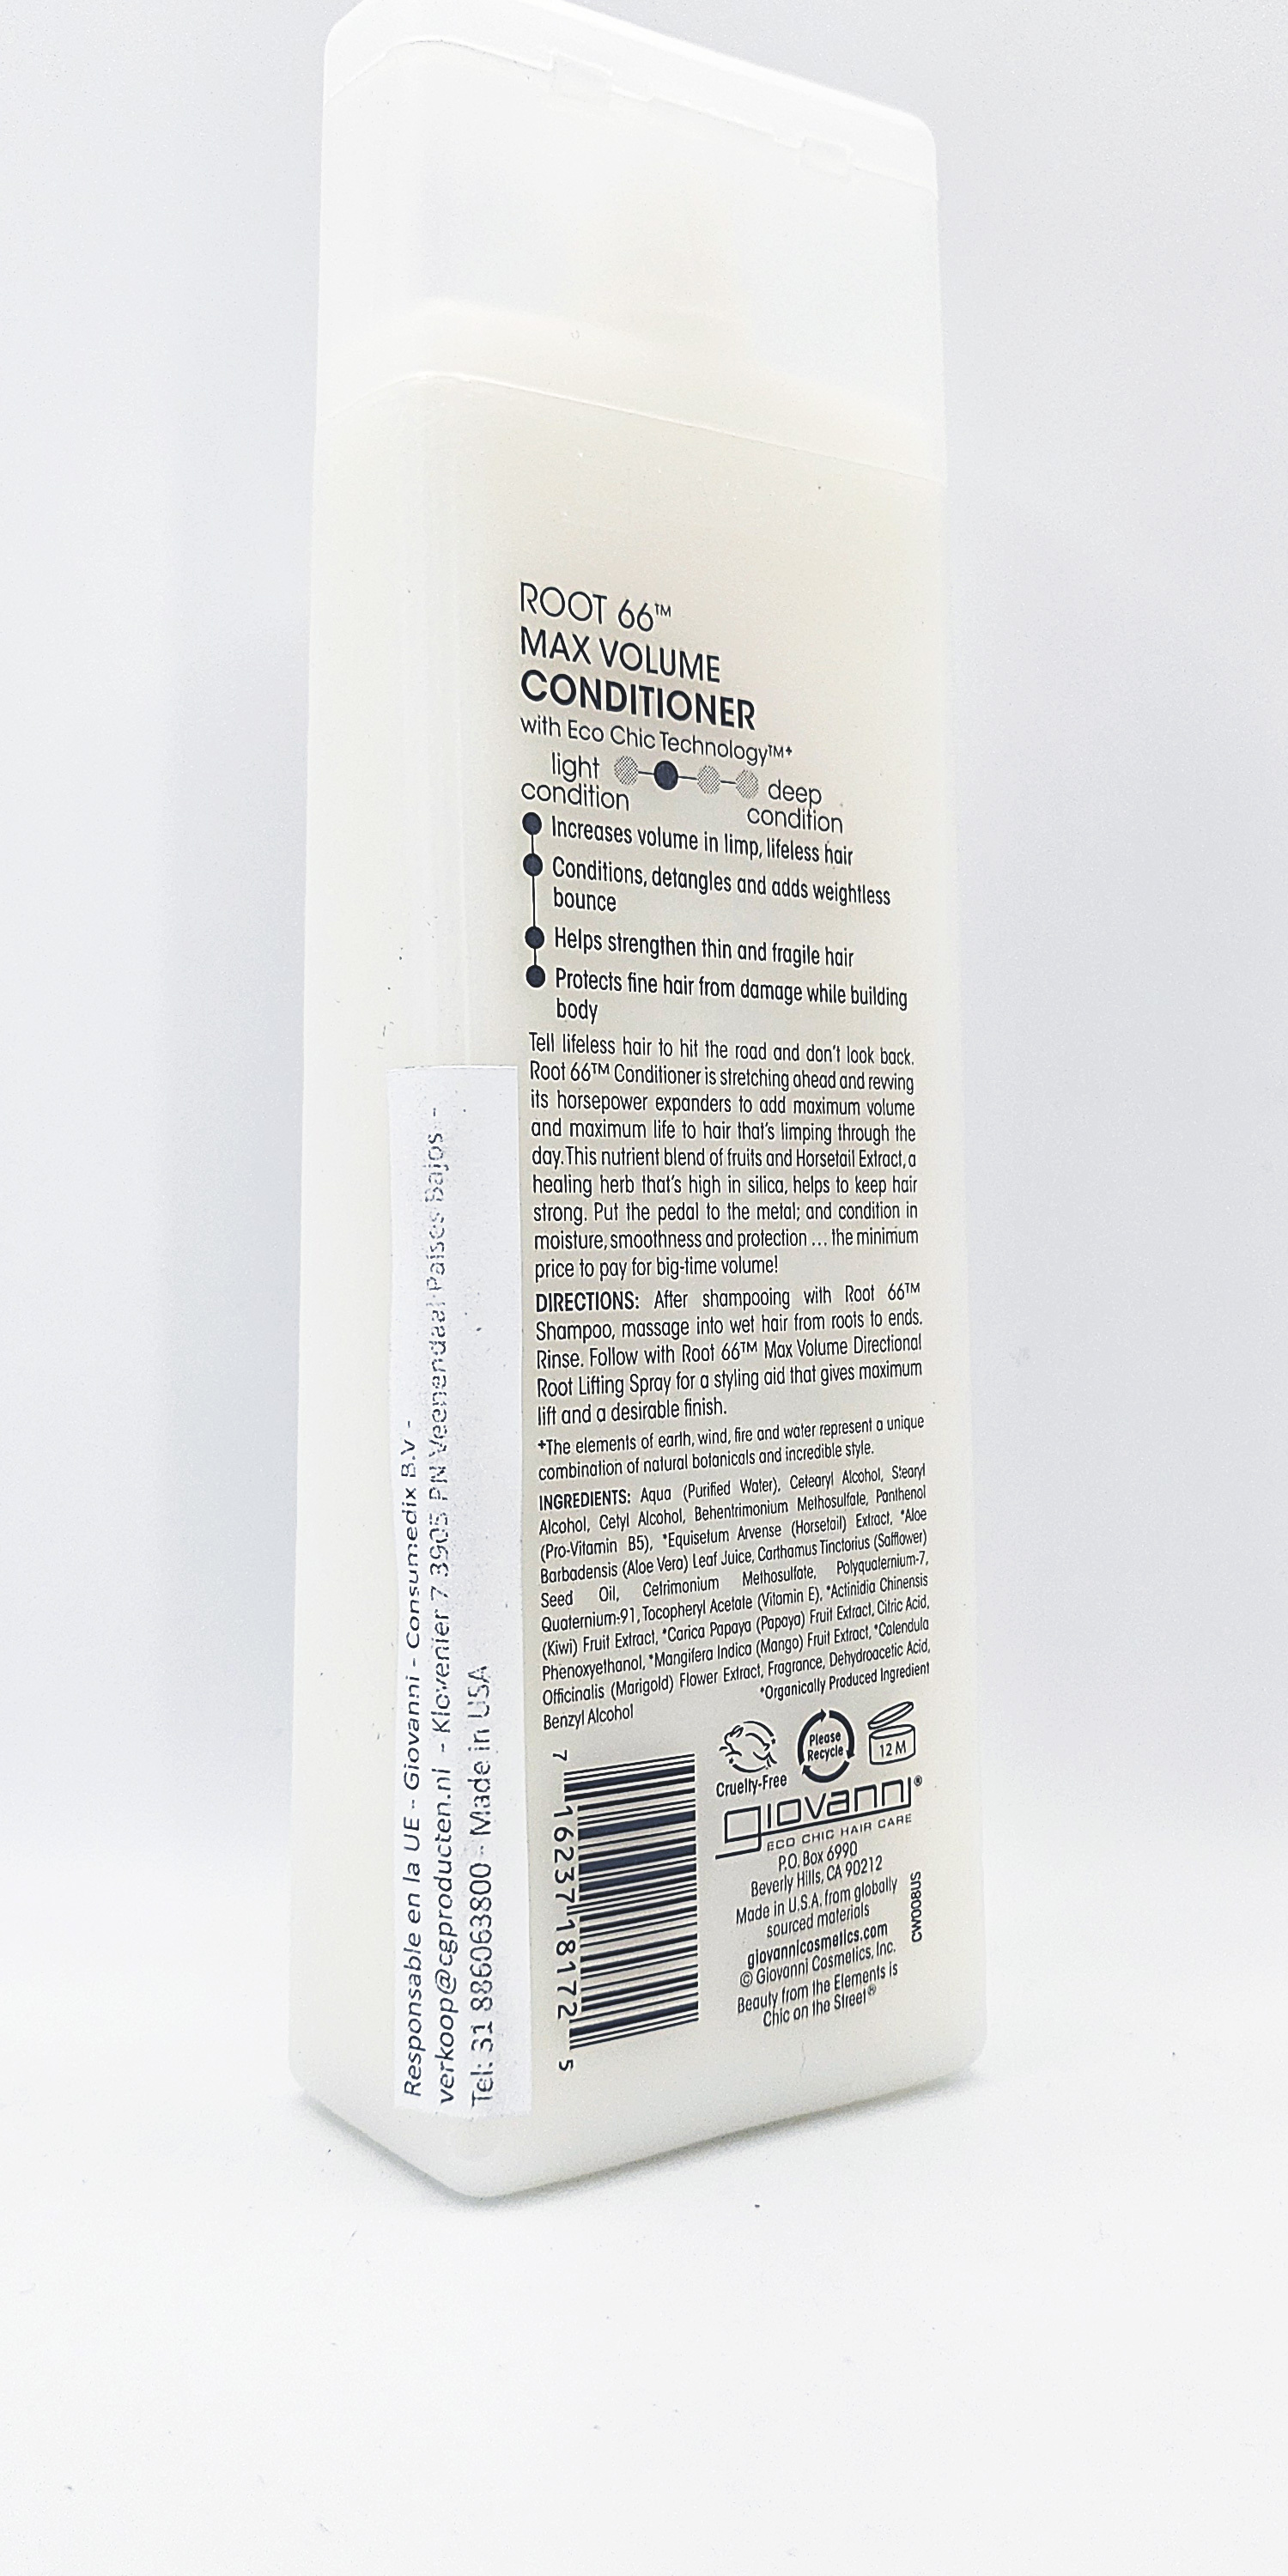 ROOT 66™
MAX VOLUME
CONDITIONER
with Eco Chic Technology™+
light
condition
deep
condition
Increases volume in limp, lifeless hair
Conditions, detangles and adds weightless
bounce
Helps strengthen thin and fragile hair
Protects fine hair from damage while building
body
Tell lifeless hair to hit the road and don't look back.
Root 66™ Conditioner is stretching ahead and revving
its horsepower expanders to add maximum volume
and maximum life to hair that's limping through the
day. This nutrient blend of fruits and Horsetail Extract, a
healing herb that's high in silica, helps to keep hair
strong. Put the pedal to the metal; and condition in
moisture, smoothness and protection ... the minimum
price to pay for big-time volume!
DIRECTIONS: After shampooing with Root 66™
Shampoo, massage into wet hair from roots to ends.
Rinse. Follow with Root 66™ Max Volume Directional
Root Lifting Spray for a styling aid that gives maximum
lift and a desirable finish.
+The elements of earth, wind, fire and water represent a unique
combination of natural botanicals and incredible style.
INGREDIENTS: Aqua (Purified Water), Cetearyl Alcohol, Stearyl
Alcohol, Cetyl Alcohol, Behentrimonium Methosulfate, Panthenol
(Pro-Vitamin B5), *Equisetum Arvense (Horsetail) Extract, *Aloe
Barbadensis (Aloe Vera) Leaf Juice, Carthamus Tinctorius (Safflower)
Seed Oil, Cetrimonium Methosulfate, Polyquaternium-7,
Quaternium-91, Tocopheryl Acetate (Vitamin E), *Actinidia Chinensis
(Kiwi) Fruit Extract, *Carica Papaya (Papaya) Fruit Extract, Citric Acid,
Phenoxyethanol, *Mangifera Indica (Mango) Fruit Extract, *Calendula
Officinalis (Marigold) Flower Extract, Fragrance, Dehydroacetic Acid,
Benzyl Alcohol
*Organically Produced Ingredient
Cruelty-Free
Please
Recycle
12 M
giovanni®
ECO CHIC HAIR CARE
P.O. Box 6990
Beverly Hills, CA 90212
Made in U.S.A. from globally
sourced materials
giovannicosmetics.com
© Giovanni Cosmetics, Inc.
Beauty from the Elements is
Chic on the Street®
CW008US
7 16237 18172 5
Responsable en la UE - Giovanni - Consumedix B.V -
verkoop@cgproducten.nl - Klovenier 7 3905 PN Veenendaal Paises Bajos -
Tel: 31 886063800 - Made in USA